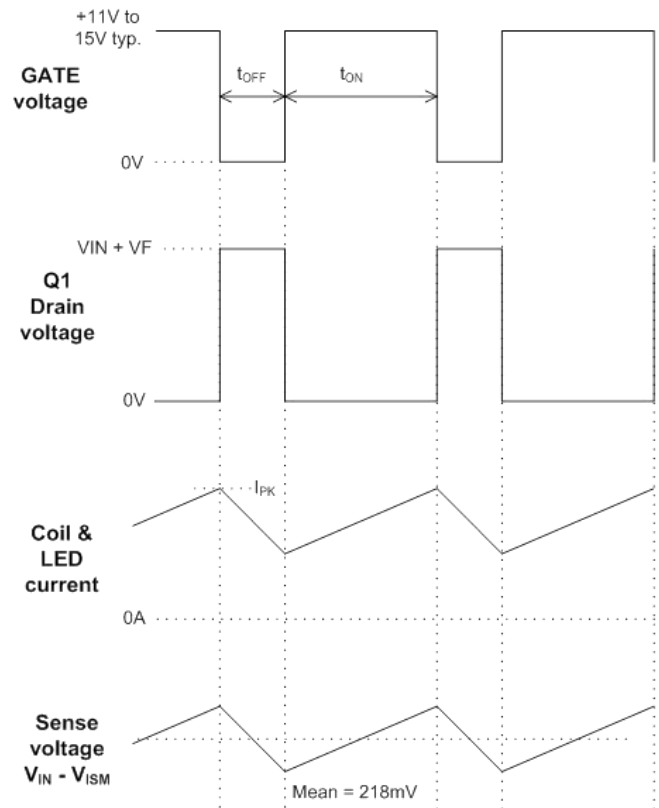 +11V to
15V typ.
GATE
voltage
tOFF
tON
0V
VIN + VF
Q1
Drain
voltage
0V
IPK
Coil &
LED
current
0A
Sense
voltage
VIN - VISM
Mean = 218mV